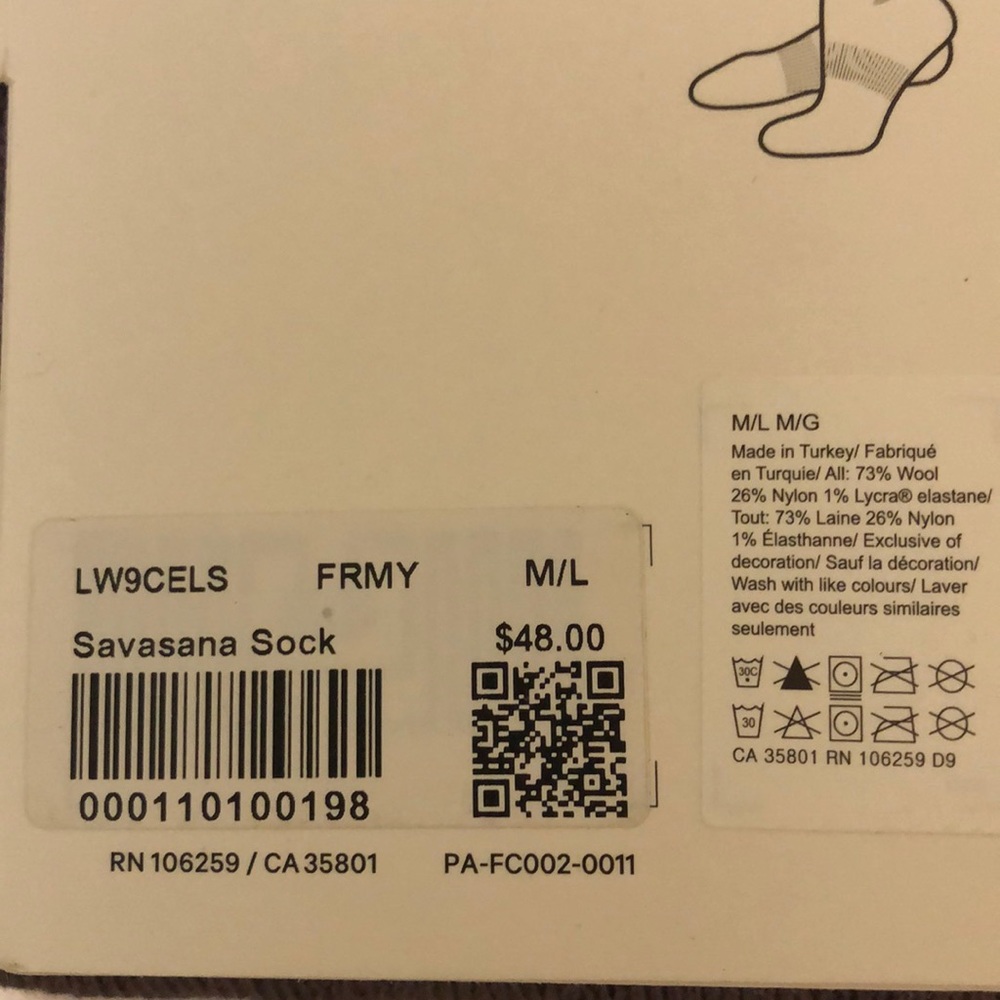 M/L M/G
Made in Turkey/ Fabriqué
en Turquie/ All: 73% Wool
26% Nylon 1% Lycra® elastane/
Tout: 73% Laine 26% Nylon
1% Élasthanne/ Exclusive of
decoration/ Sauf la décoration/
Wash with like colours/ Laver
avec des couleurs similaires
seulement
30C
30
CA 35801 RN 106259 D9
LW9CELS FRMY M/L
Savasana Sock $48.00
000110100198
RN 106259 / CA 35801 PA-FC002-0011